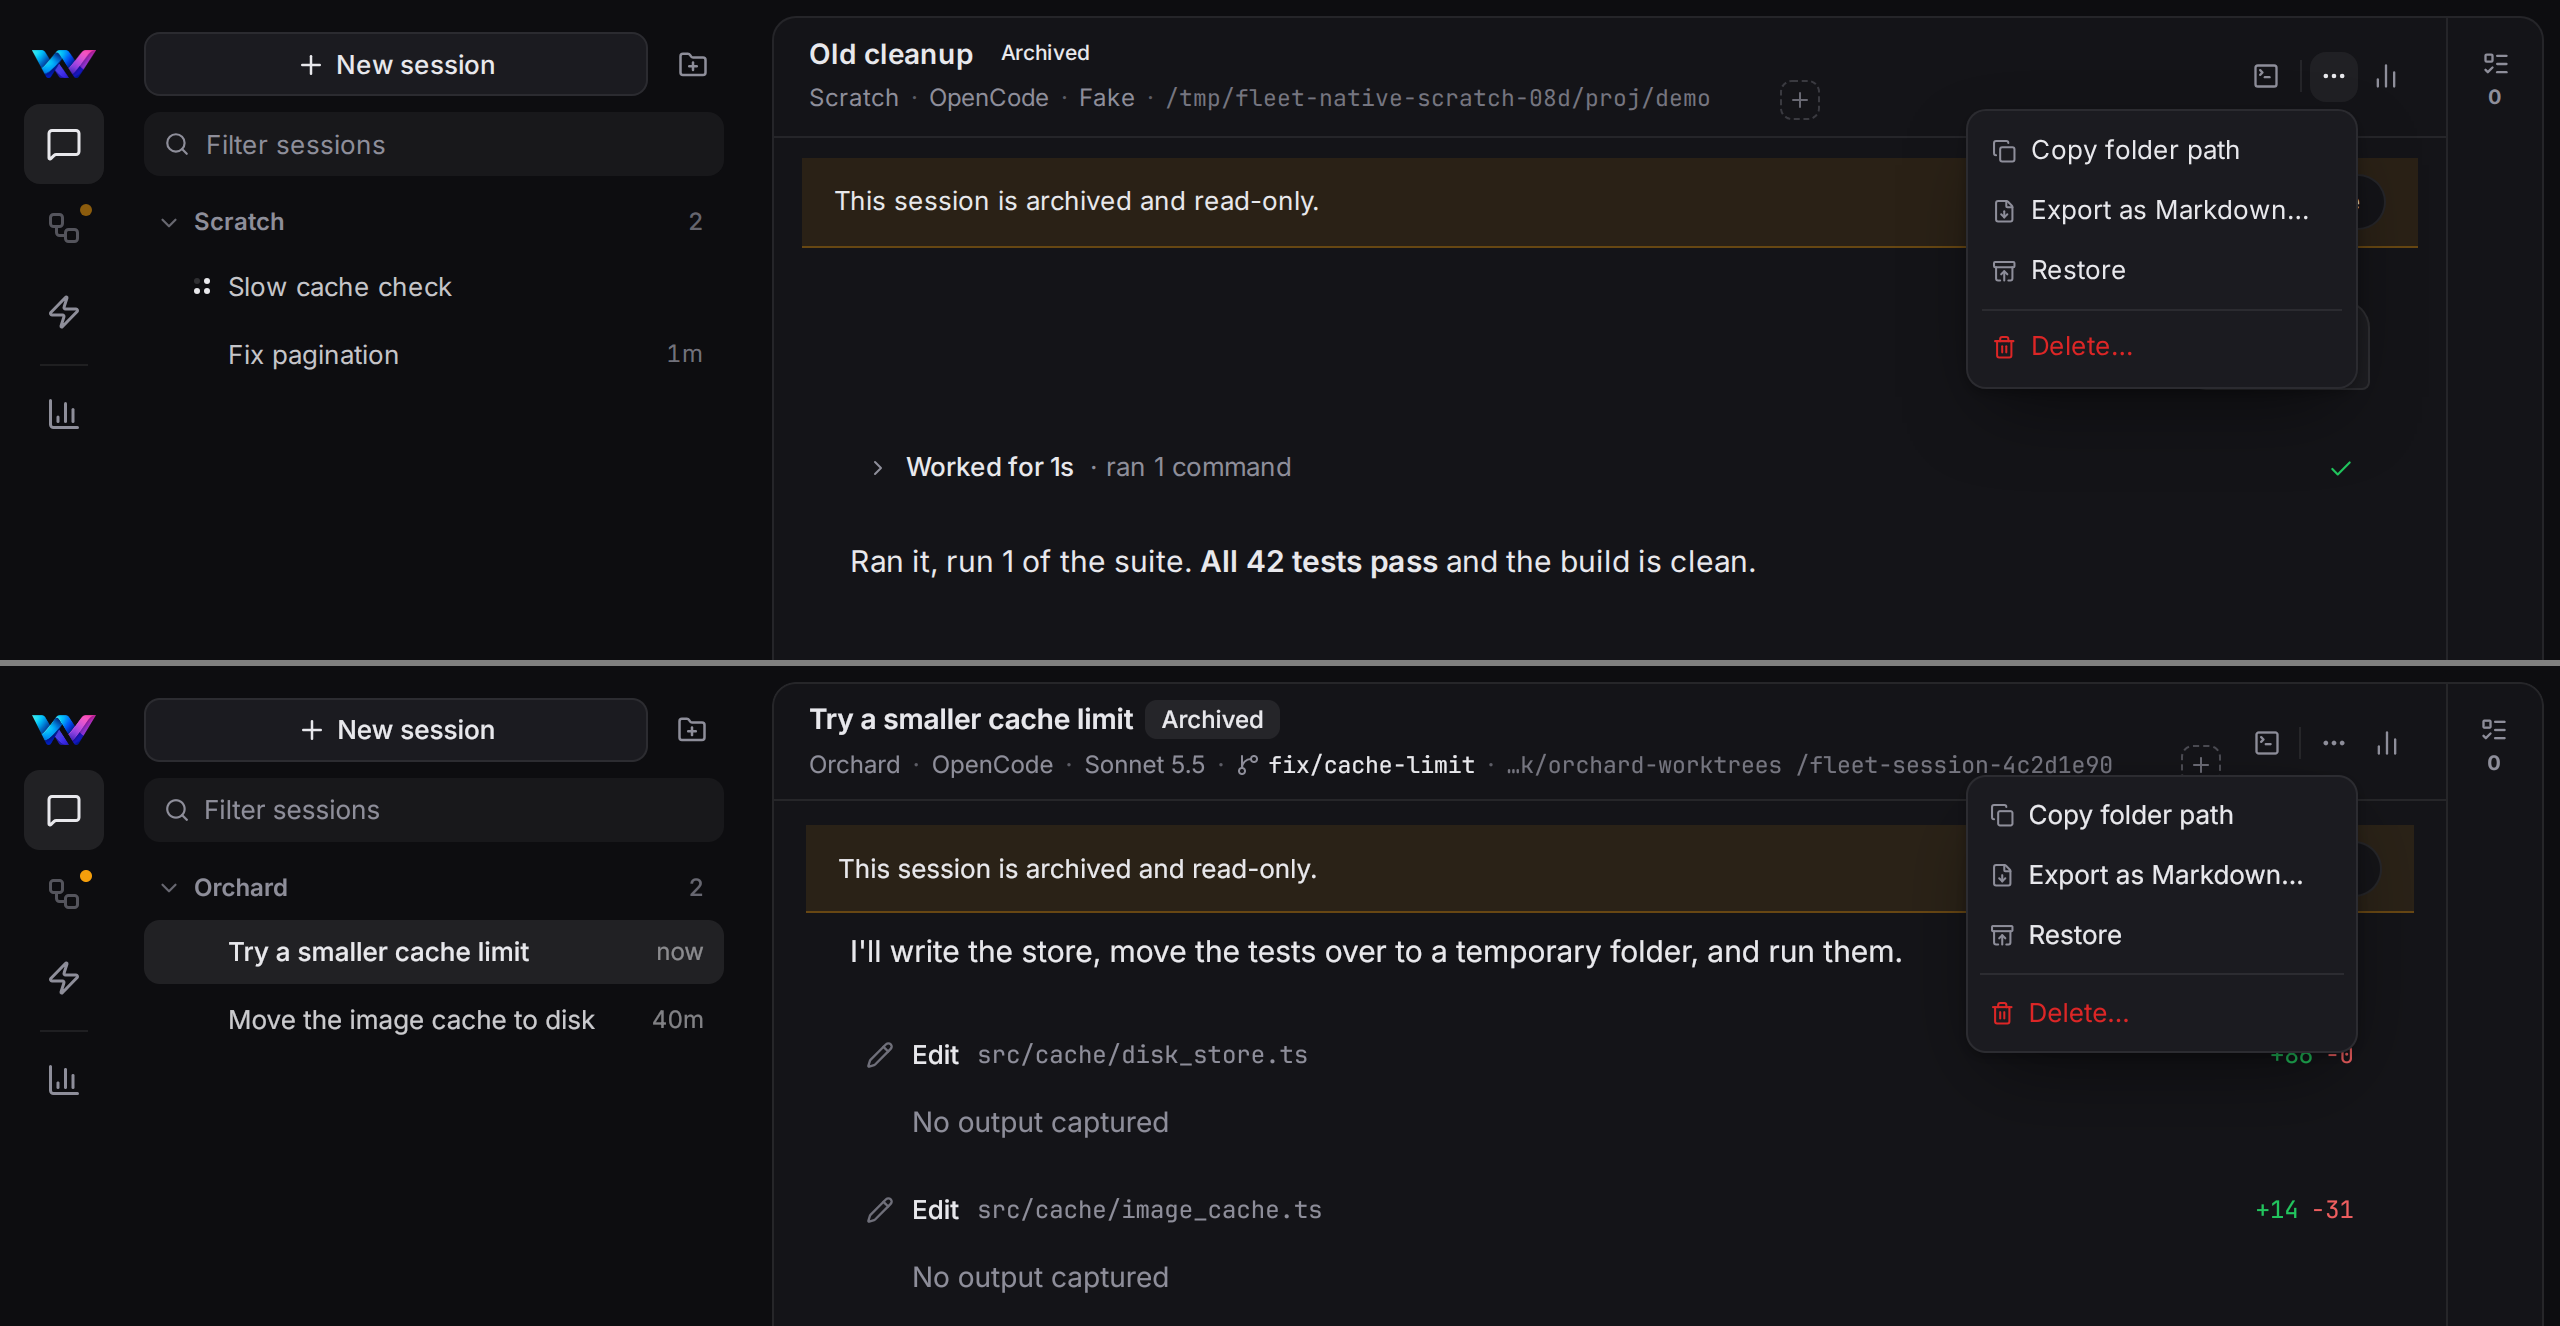 New session
Filter sessions
Scratch 2
Slow cache check
Fix pagination 1m
Old cleanup Archived
Scratch · OpenCode · Fake · /tmp/fleet-native-scratch-08d/proj/demo
0
This session is archived and read-only.
Copy folder path
Export as Markdown...
Restore
Delete...
Worked for 1s · ran 1 command
Ran it, run 1 of the suite. All 42 tests pass and the build is clean.
New session
Filter sessions
Orchard 2
Try a smaller cache limit now
Move the image cache to disk 40m
Try a smaller cache limit Archived
Orchard · OpenCode · Sonnet 5.5 · fix/cache-limit · …k/orchard-worktrees /fleet-session-4c2d1e90
0
This session is archived and read-only.
Copy folder path
Export as Markdown...
Restore
Delete...
I'll write the store, move the tests over to a temporary folder, and run them.
Edit src/cache/disk_store.ts
No output captured
Edit src/cache/image_cache.ts +14 -31
No output captured